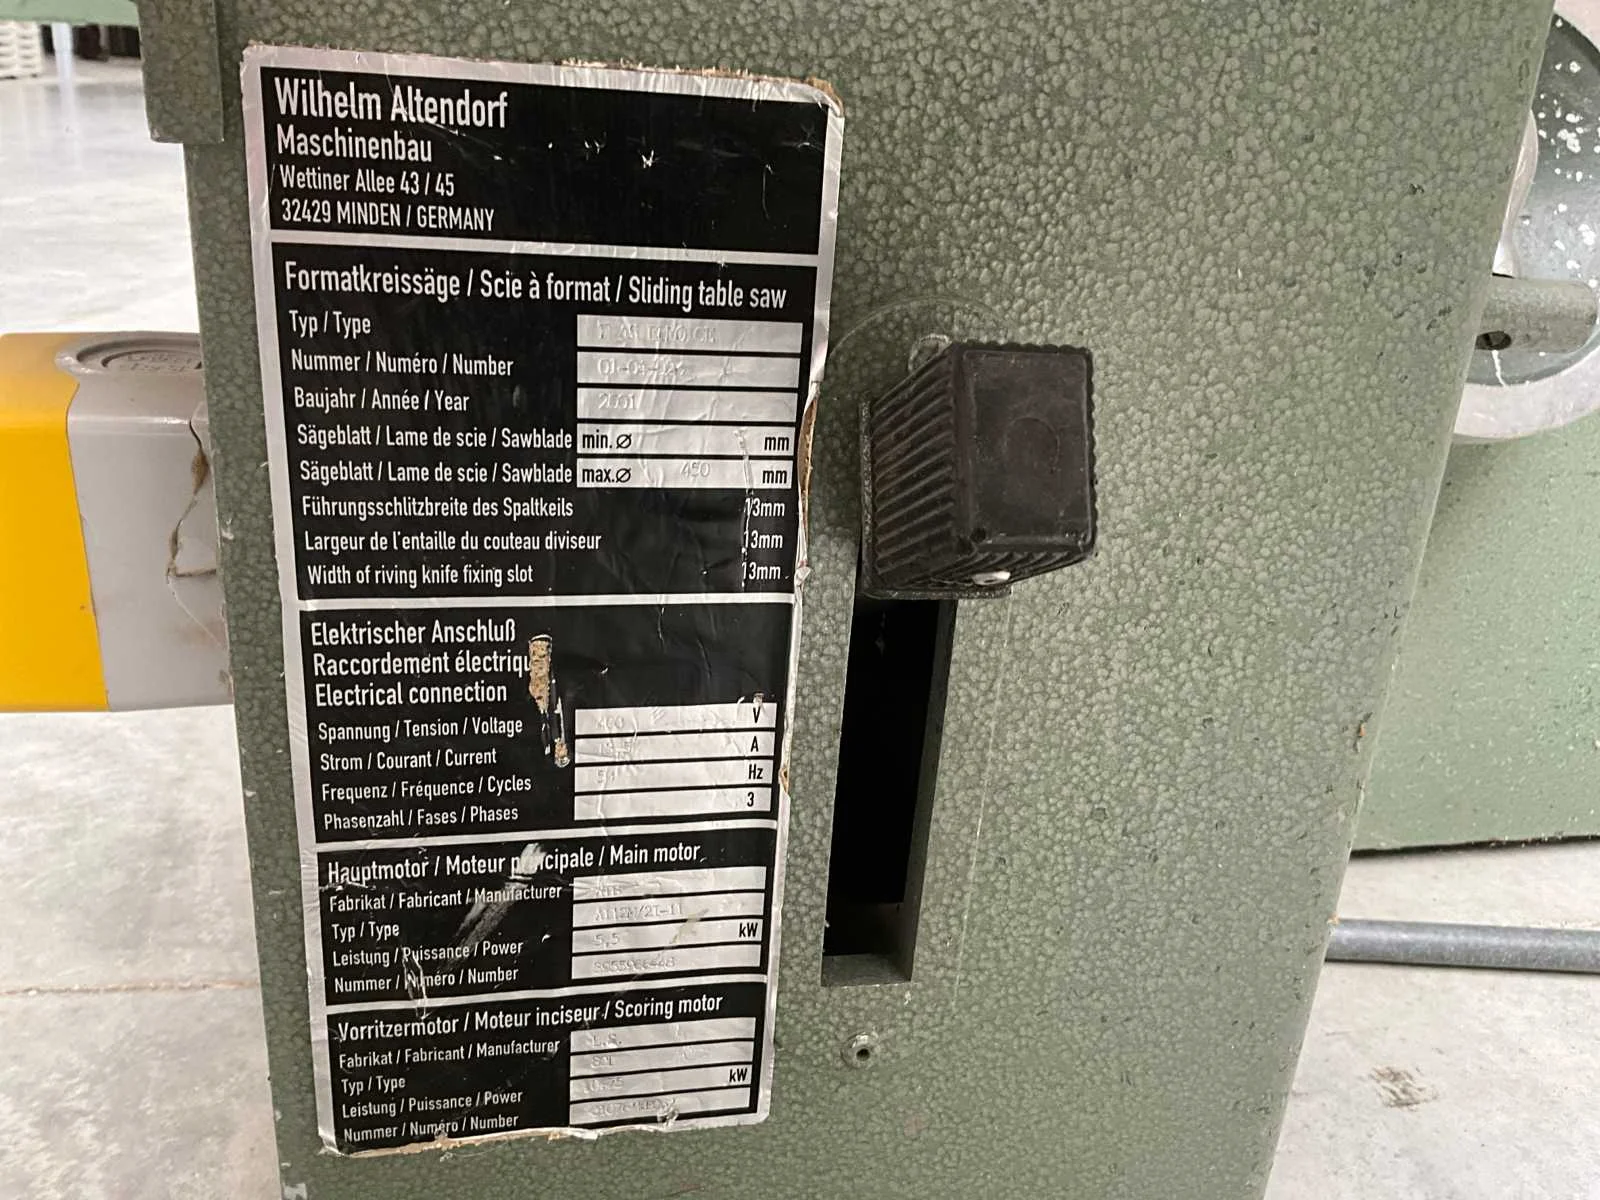 Wilhelm Altendorf
Maschinenbau
Wettiner Allee 43 / 45
32429 MINDEN / GERMANY
Formatkreissäge / Scie à format / Sliding table saw
Typ / Type
Nummer / Numéro / Number
Baujahr / Année / Year 2001
Sägeblatt / Lame de scie / Sawblade min. Ø mm
Sägeblatt / Lame de scie / Sawblade max. Ø 450 mm
Führungsschlitzbreite des Spaltkeils 13mm
Largeur de l'entaille du couteau diviseur 13mm
Width of riving knife fixing slot 13mm
Elektrischer Anschluß
Raccordement électriqu
Electrical connection
Spannung / Tension / Voltage 400 V
Strom / Courant / Current A
Frequenz / Fréquence / Cycles Hz
Phasenzahl / Fases / Phases 3
Hauptmotor / Moteur principale / Main motor
Fabrikat / Fabricant / Manufacturer
Typ / Type
Leistung / Puissance / Power 5,5 kW
Nummer / Numéro / Number
Vorritzermotor / Moteur inciseur / Scoring motor
Fabrikat / Fabricant / Manufacturer
Typ / Type
Leistung / Puissance / Power kW
Nummer / Numéro / Number